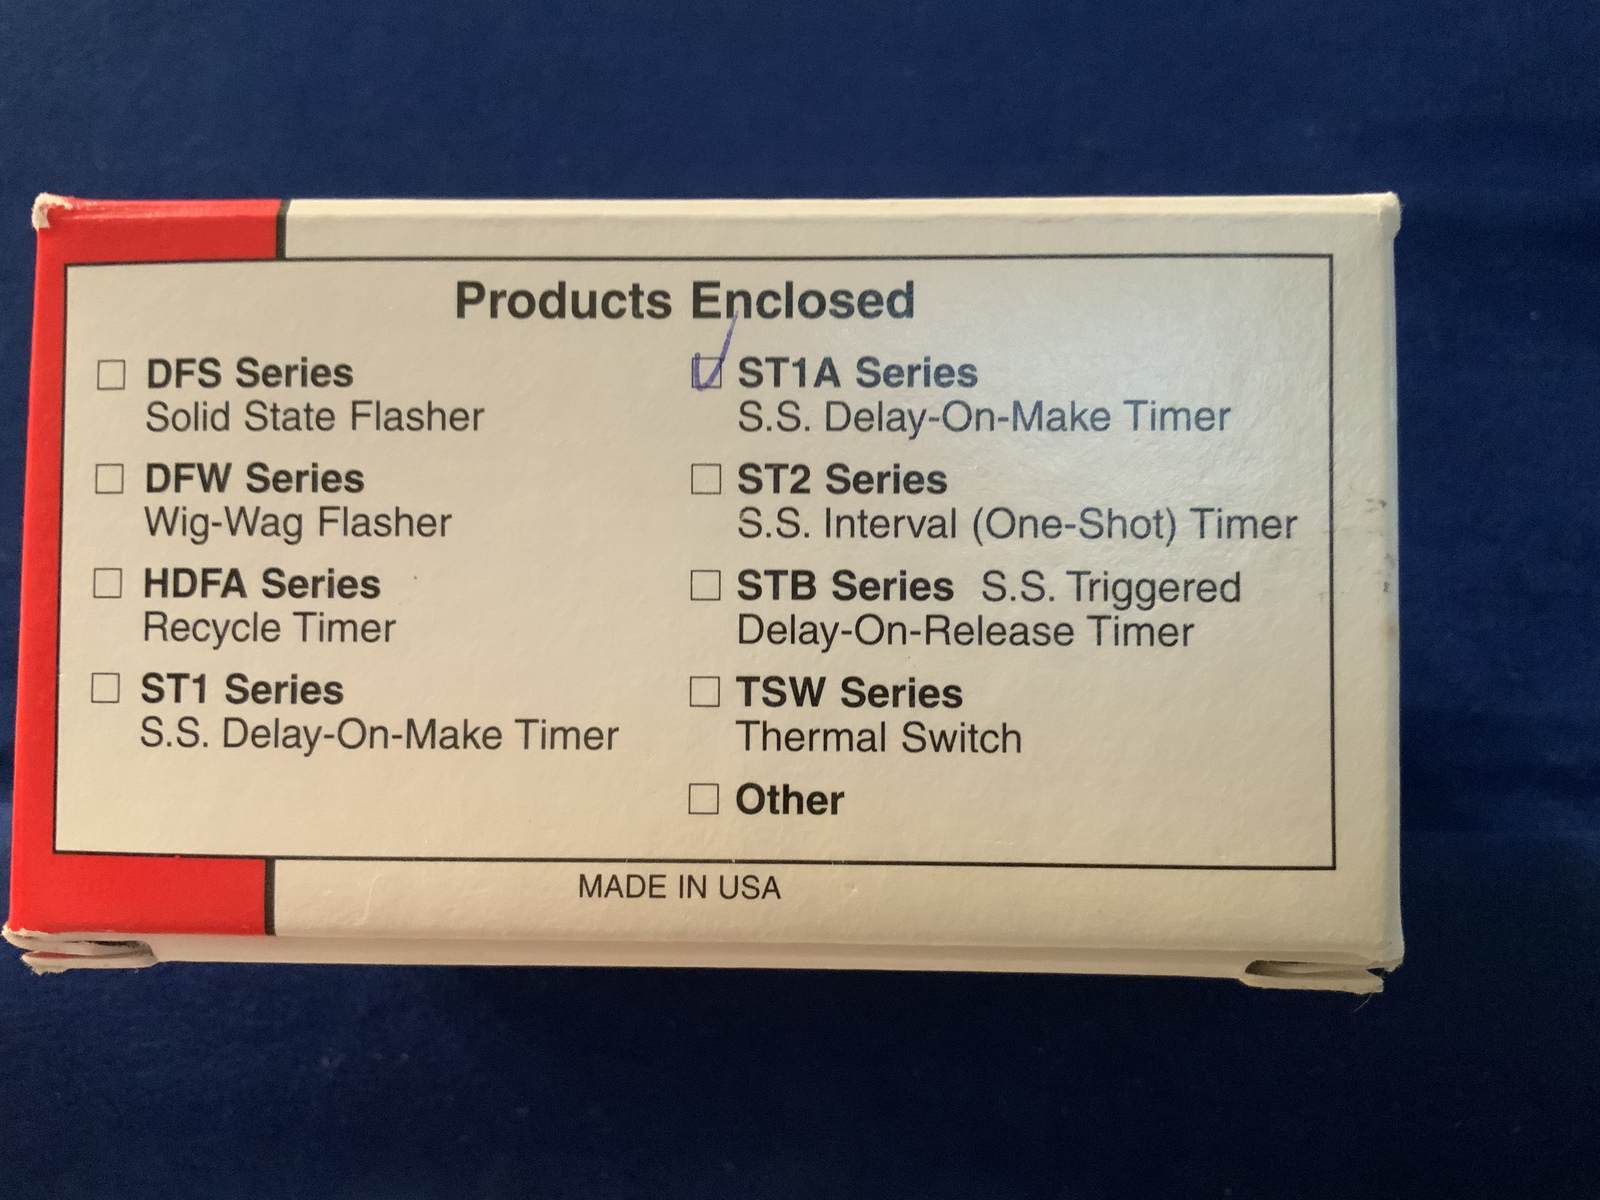 Products Enclosed
DFS Series
Solid State Flasher
DFW Series
Wig-Wag Flasher
HDFA Series
Recycle Timer
ST1 Series
S.S. Delay-On-Make Timer
ST1A Series
S.S. Delay-On-Make Timer
ST2 Series
S.S. Interval (One-Shot) Timer
STB Series S.S. Triggered
Delay-On-Release Timer
TSW Series
Thermal Switch
Other
MADE IN USA